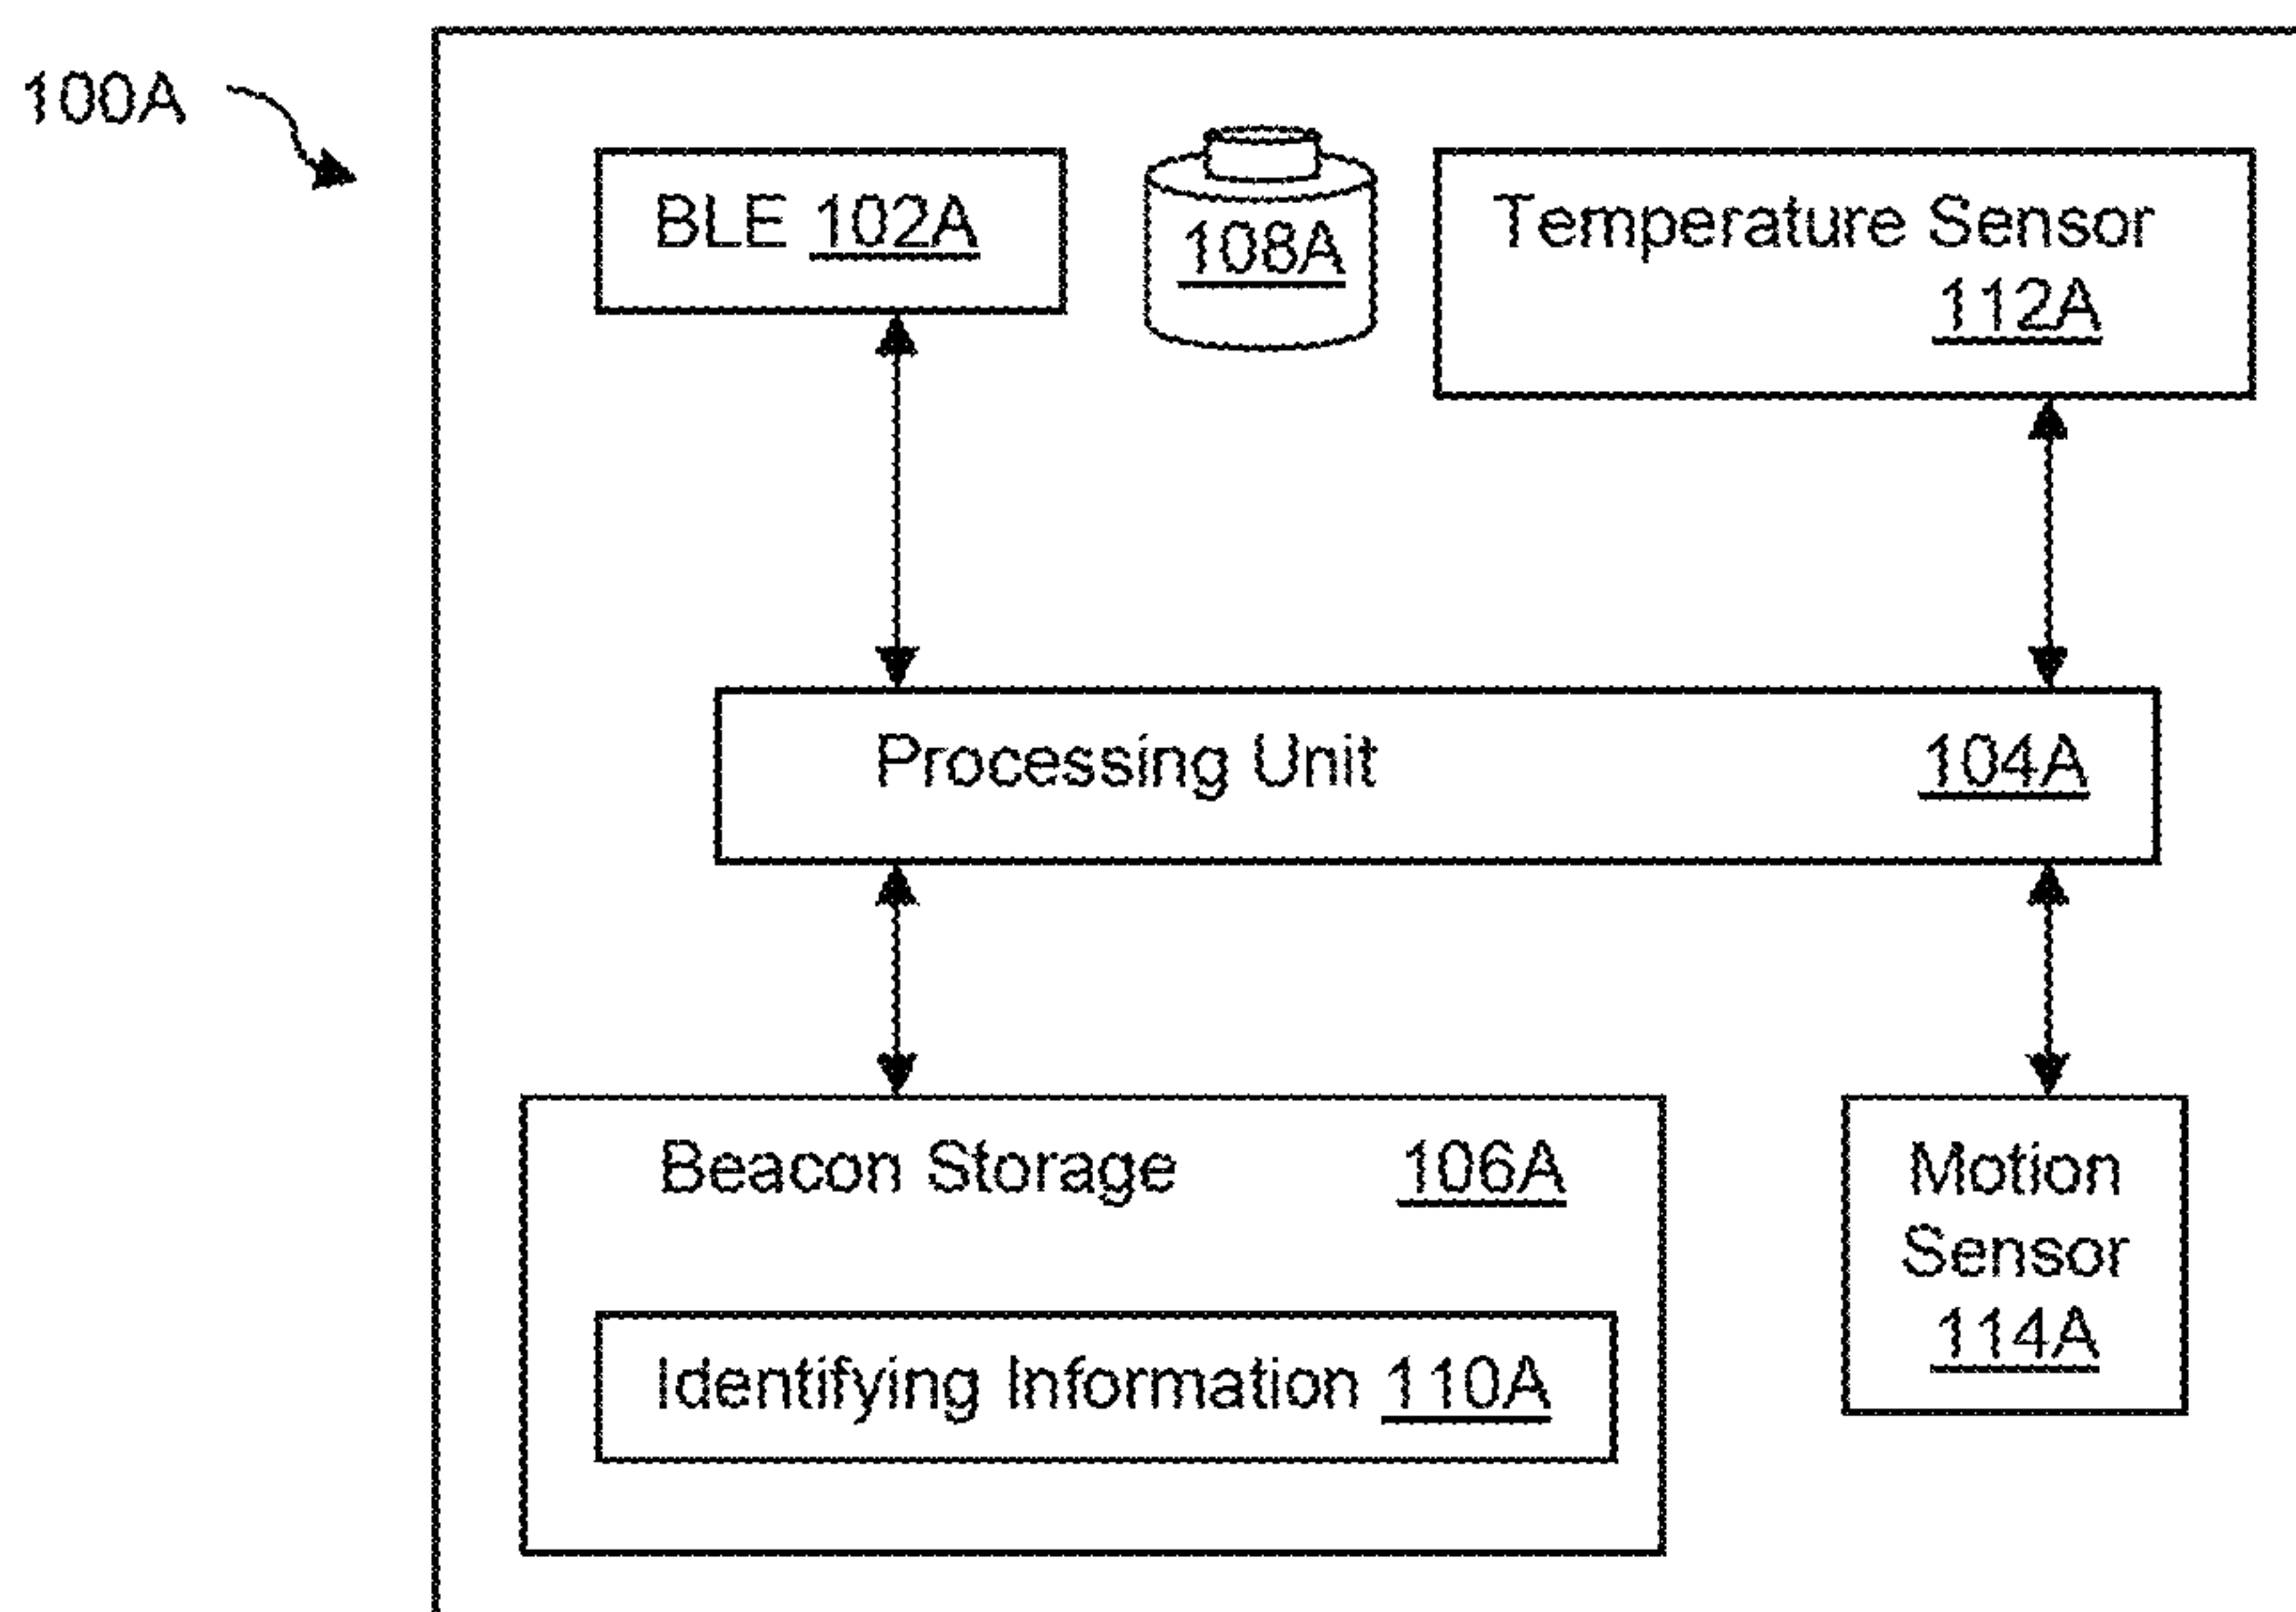 100A
BLE 102A
108A
Temperature Sensor
112A
Processing Unit 104A
Beacon Storage 106A
Identifying Information 110A
Motion
Sensor
114A